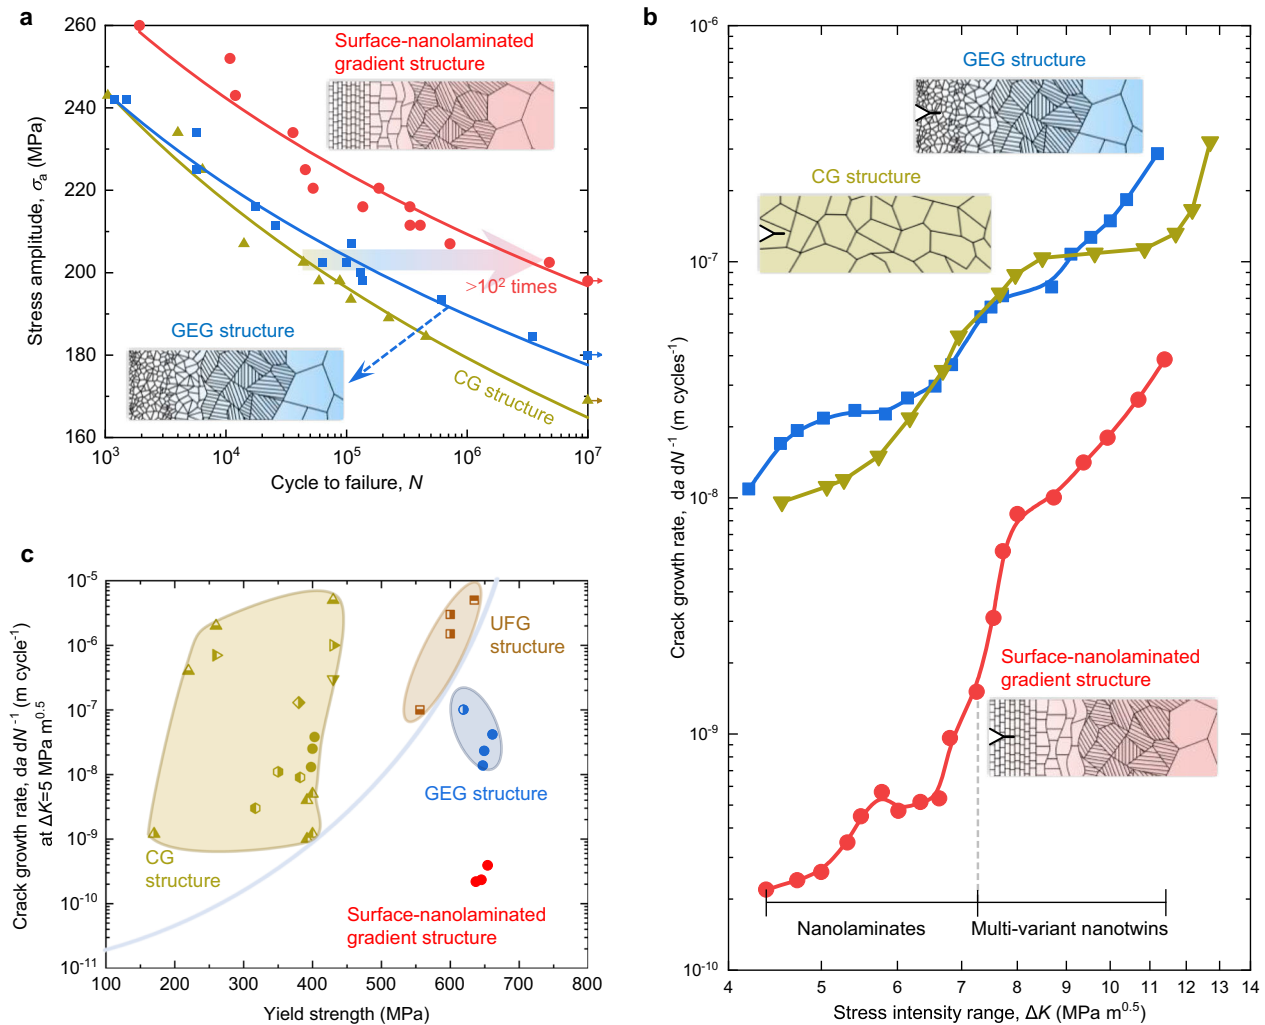 a
260
240
220
200
180
160
Stress amplitude, σa (MPa)
10³
10⁴
10⁵
10⁶
10⁷
Cycle to failure, N
Surface-nanolaminated
gradient structure
>10² times
GEG structure
CG structure
b
10⁻⁶
10⁻⁷
10⁻⁸
10⁻⁹
10⁻¹⁰
Crack growth rate, da dN⁻¹ (m cycles⁻¹)
4
5
6
7
8
9
10
11
12
13
14
Stress intensity range, ΔK (MPa m⁰·⁵)
GEG structure
CG structure
Surface-nanolaminated
gradient structure
Nanolaminates
Multi-variant nanotwins
c
10⁻⁵
10⁻⁶
10⁻⁷
10⁻⁸
10⁻⁹
10⁻¹⁰
10⁻¹¹
Crack growth rate, da dN⁻¹ (m cycle⁻¹)
at ΔK=5 MPa m⁰·⁵
100
200
300
400
500
600
700
800
Yield strength (MPa)
UFG
structure
GEG structure
CG
structure
Surface-nanolaminated
gradient structure